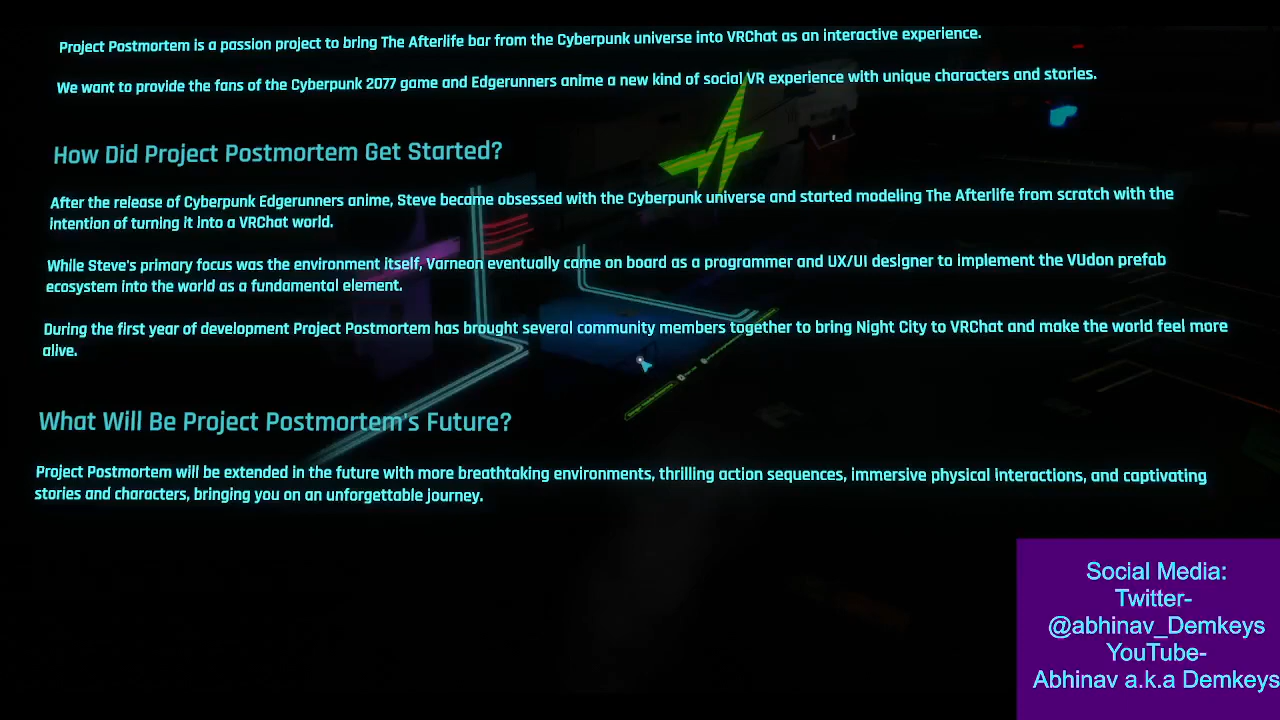 Project Postmortem is a passion project to bring The Afterlife bar from the Cyberpunk universe into VRChat as an interactive experience.
We want to provide the fans of the Cyberpunk 2077 game and Edgerunners anime a new kind of social VR experience with unique characters and stories.
How Did Project Postmortem Get Started?
After the release of Cyberpunk Edgerunners anime, Steve became obsessed with the Cyberpunk universe and started modeling The Afterlife from scratch with the
intention of turning it into a VRChat world.
While Steve's primary focus was the environment itself, Varneon eventually came on board as a programmer and UX/UI designer to implement the VUdon prefab
ecosystem into the world as a fundamental element.
During the first year of development Project Postmortem has brought several community members together to bring Night City to VRChat and make the world feel more
alive.
What Will Be Project Postmortem's Future?
Project Postmortem will be extended in the future with more breathtaking environments, thrilling action sequences, immersive physical interactions, and captivating
stories and characters, bringing you on an unforgettable journey.
Social Media:
Twitter-
@abhinav_Demkeys
YouTube-
Abhinav a.k.a Demkeys